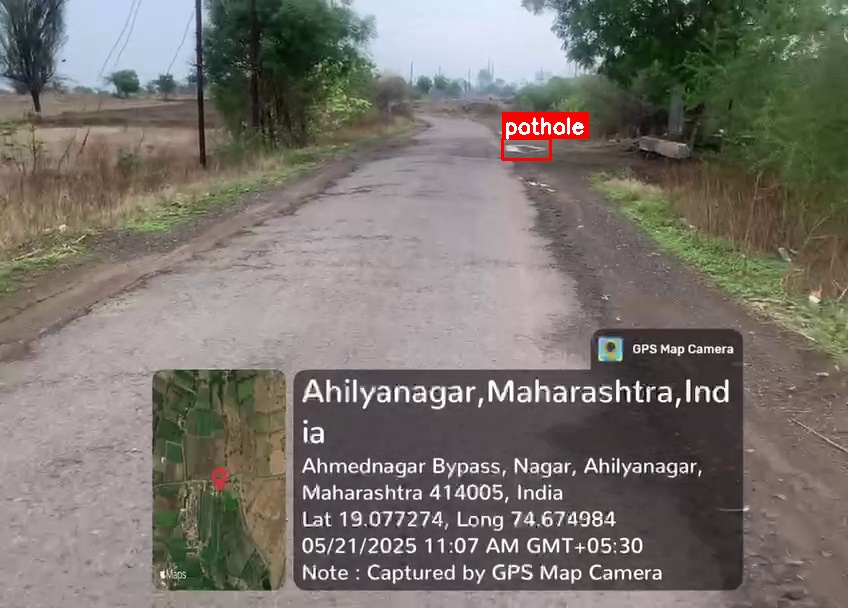 pothole
GPS Map Camera
Ahilyanagar,Maharashtra,Ind
ia
Ahmednagar Bypass, Nagar, Ahilyanagar,
Maharashtra 414005, India
Lat 19.077274, Long 74.674984
05/21/2025 11:07 AM GMT+05:30
Note : Captured by GPS Map Camera
Maps